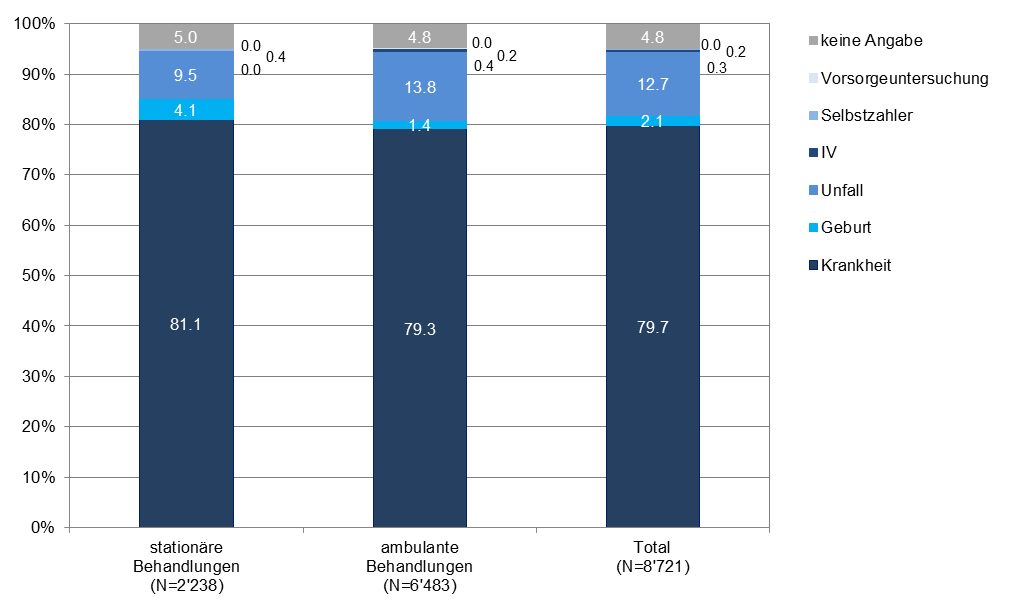 100%
90%
80%
70%
60%
50%
40%
30%
20%
10%
0%
5.0
0.0
0.4
0.0
9.5
4.1
81.1
4.8
0.0
0.2
0.4
13.8
1.4
79.3
4.8
0.0
0.2
0.3
12.7
2.1
79.7
stationäre
Behandlungen
(N=2'238)
ambulante
Behandlungen
(N=6'483)
Total
(N=8'721)
keine Angabe
Vorsorgeuntersuchung
Selbstzahler
IV
Unfall
Geburt
Krankheit